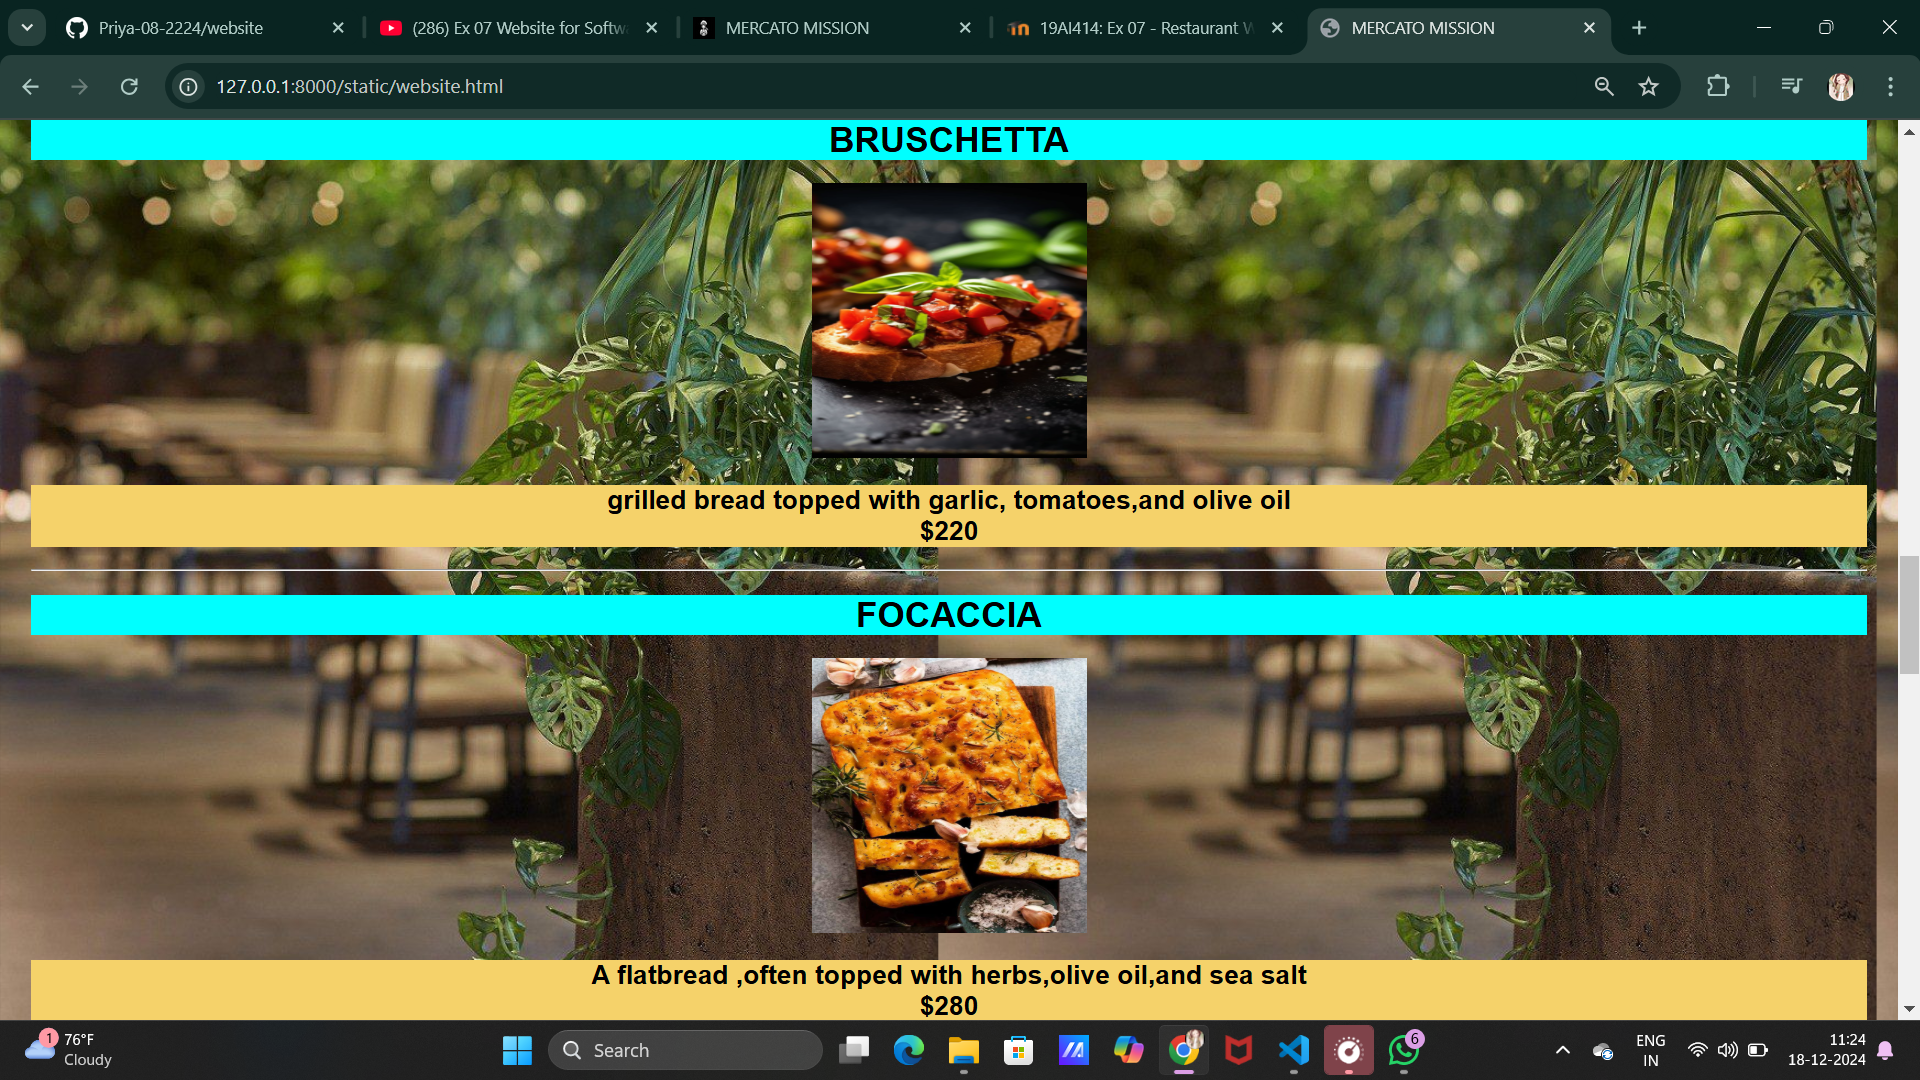 Priya-08-2224/website
(286) Ex 07 Website for Softw
MERCATO MISSION
19AI414: Ex 07 - Restaurant W
MERCATO MISSION
127.0.0.1:8000/static/website.html
BRUSCHETTA
grilled bread topped with garlic, tomatoes,and olive oil
$220
FOCACCIA
A flatbread ,often topped with herbs,olive oil,and sea salt
$280
1
76°F
Cloudy
Search
6
ENG
IN
11:24
18-12-2024